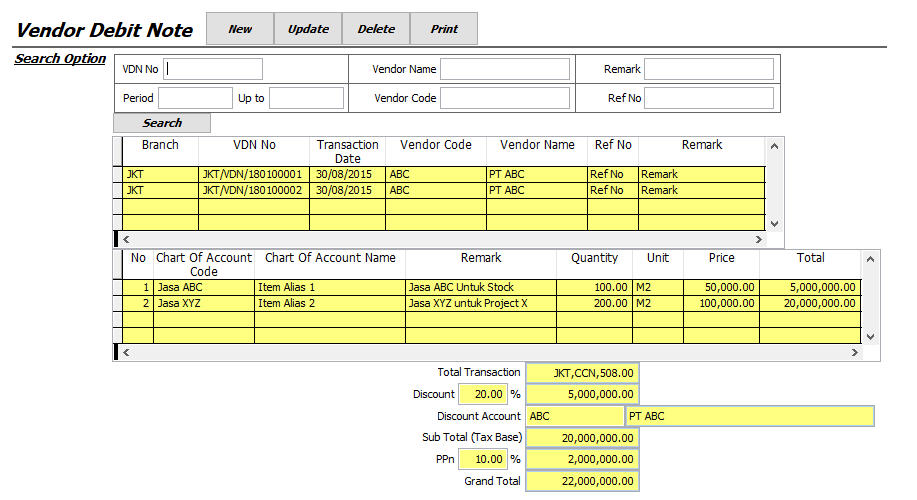 Vendor Debit Note New Update Delete Print
Search Option
VDN No Vendor Name Remark
Period Up to Vendor Code Ref No
Search
Branch VDN No Transaction Date Vendor Code Vendor Name Ref No Remark
JKT JKT/VDN/180100001 30/08/2015 ABC PT ABC Ref No Remark
JKT JKT/VDN/180100002 30/08/2015 ABC PT ABC Ref No Remark
No Chart Of Account Code Chart Of Account Name Remark Quantity Unit Price Total
1 Jasa ABC Item Alias 1 Jasa ABC Untuk Stock 100.00 M2 50,000.00 5,000,000.00
2 Jasa XYZ Item Alias 2 Jasa XYZ untuk Project X 200.00 M2 100,000.00 20,000,000.00
Total Transaction JKT,CCN,508.00
Discount 20.00 % 5,000,000.00
Discount Account ABC PT ABC
Sub Total (Tax Base) 20,000,000.00
PPn 10.00 % 2,000,000.00
Grand Total 22,000,000.00